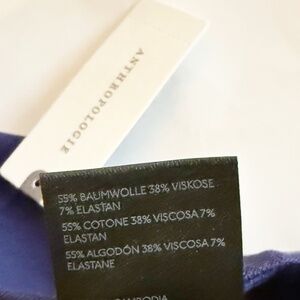 ANTHROPOLOGIE
55% BAUMWOLLE 38% VISKOSE
7% ELASTAN
55% COTONE 38% VISCOSA 7%
ELASTAN
55% ALGODÓN 38% VISCOSA 7%
ELASTANE
CAMBODIA